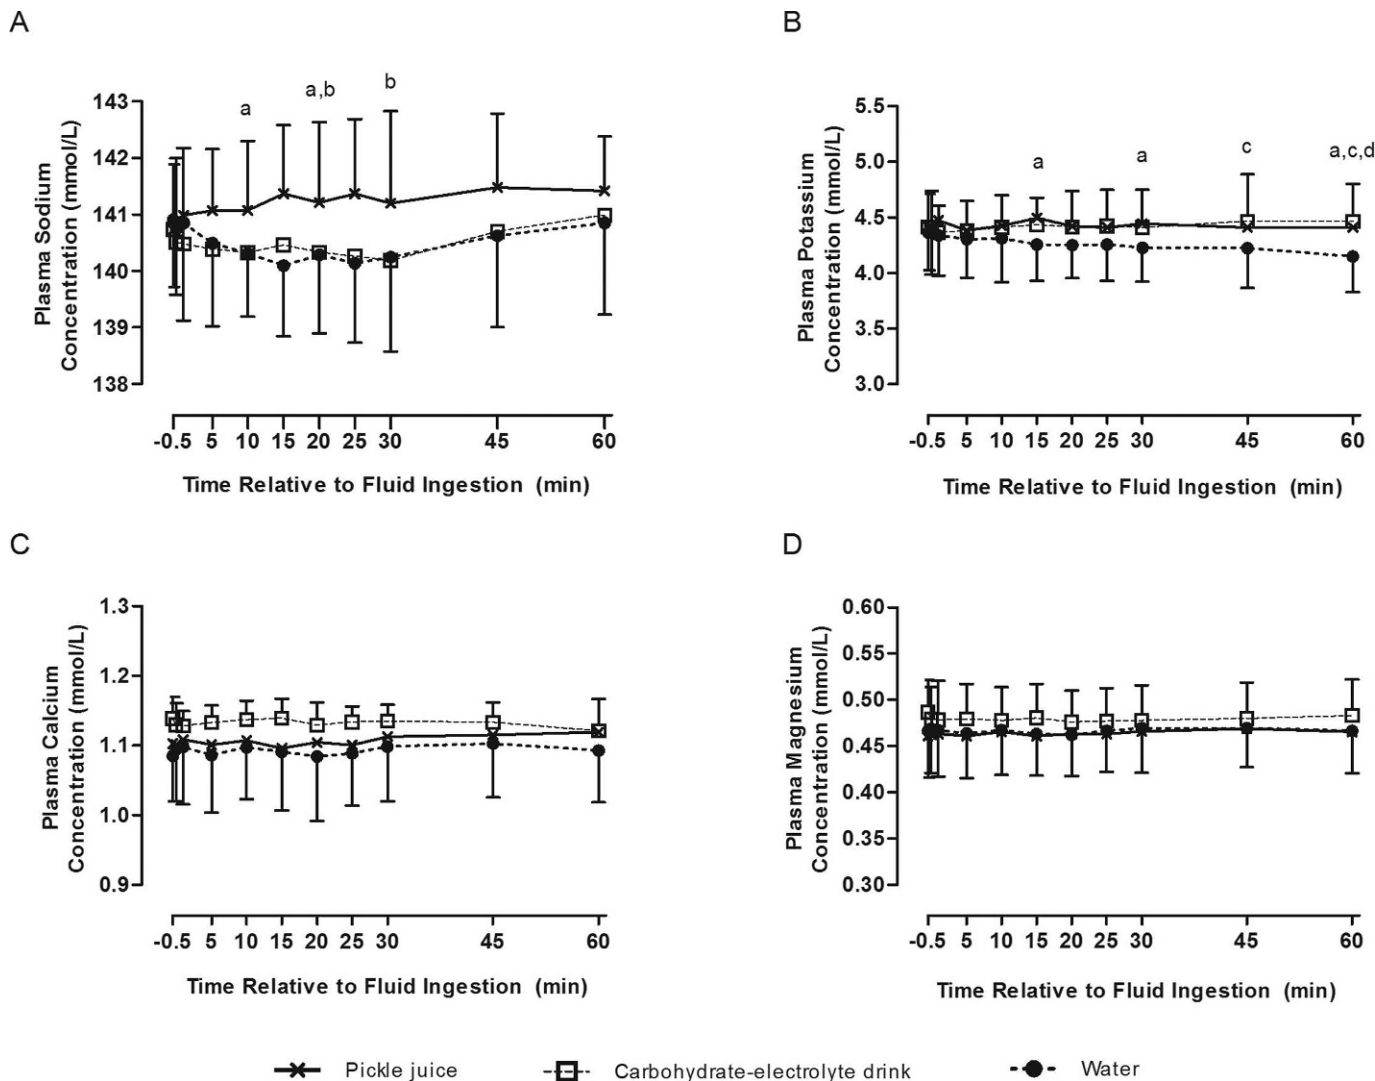 A
Plasma Sodium
Concentration (mmol/L)
143
142
141
140
139
138
a
a,b
b
-0.5 5 10 15 20 25 30 45 60
Time Relative to Fluid Ingestion (min)
B
Plasma Potassium
Concentration (mmol/L)
5.5
5.0
4.5
4.0
3.5
3.0
a
a
c
a,c,d
-0.5 5 10 15 20 25 30 45 60
Time Relative to Fluid Ingestion (min)
C
Plasma Calcium
Concentration (mmol/L)
1.3
1.2
1.1
1.0
0.9
-0.5 5 10 15 20 25 30 45 60
Time Relative to Fluid Ingestion (min)
D
Plasma Magnesium
Concentration (mmol/L)
0.60
0.55
0.50
0.45
0.40
0.35
0.30
-0.5 5 10 15 20 25 30 45 60
Time Relative to Fluid Ingestion (min)
Pickle juice Carbohydrate-electrolyte drink Water